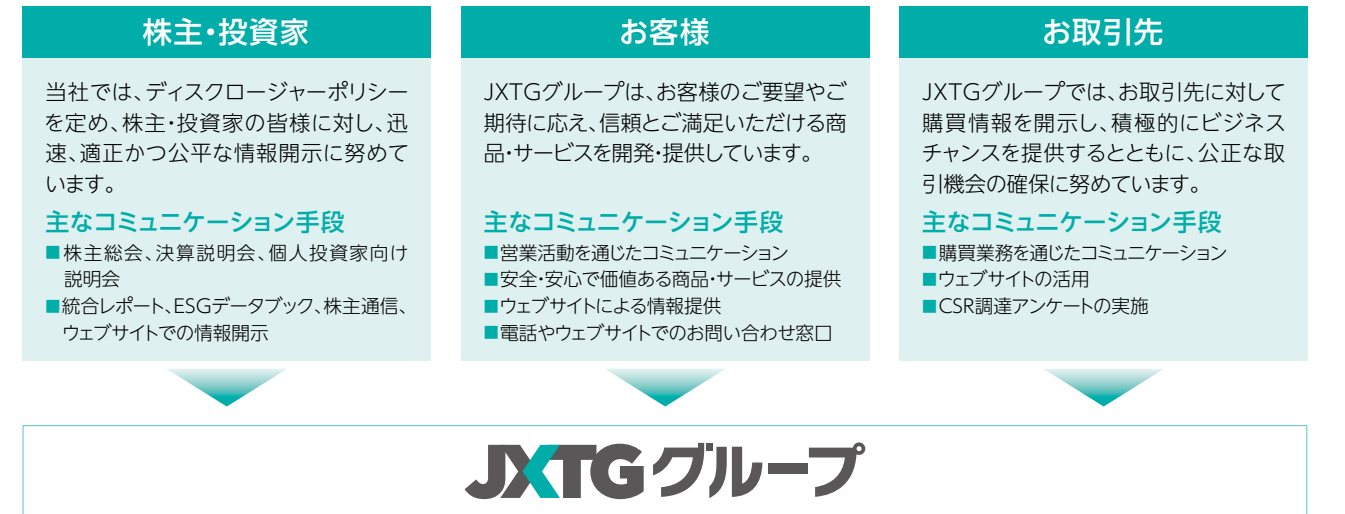 株主・投資家
当社では、ディスクロージャーポリシー
を定め、株主・投資家の皆様に対し、迅
速、適正かつ公平な情報開示に努めて
います。
主なコミュニケーション手段
■株主総会、決算説明会、個人投資家向け
説明会
■統合レポート、ESGデータブック、株主通信、
ウェブサイトでの情報開示
お客様
JXTGグループは、お客様のご要望やご
期待に応え、信頼とご満足いただける商
品・サービスを開発・提供しています。
主なコミュニケーション手段
■営業活動を通じたコミュニケーション
■安全・安心で価値ある商品・サービスの提供
■ウェブサイトによる情報提供
■電話やウェブサイトでのお問い合わせ窓口
お取引先
JXTGグループでは、お取引先に対して
購買情報を開示し、積極的にビジネス
チャンスを提供するとともに、公正な取
引機会の確保に努めています。
主なコミュニケーション手段
■購買業務を通じたコミュニケーション
■ウェブサイトの活用
■CSR調達アンケートの実施
JXTGグループ